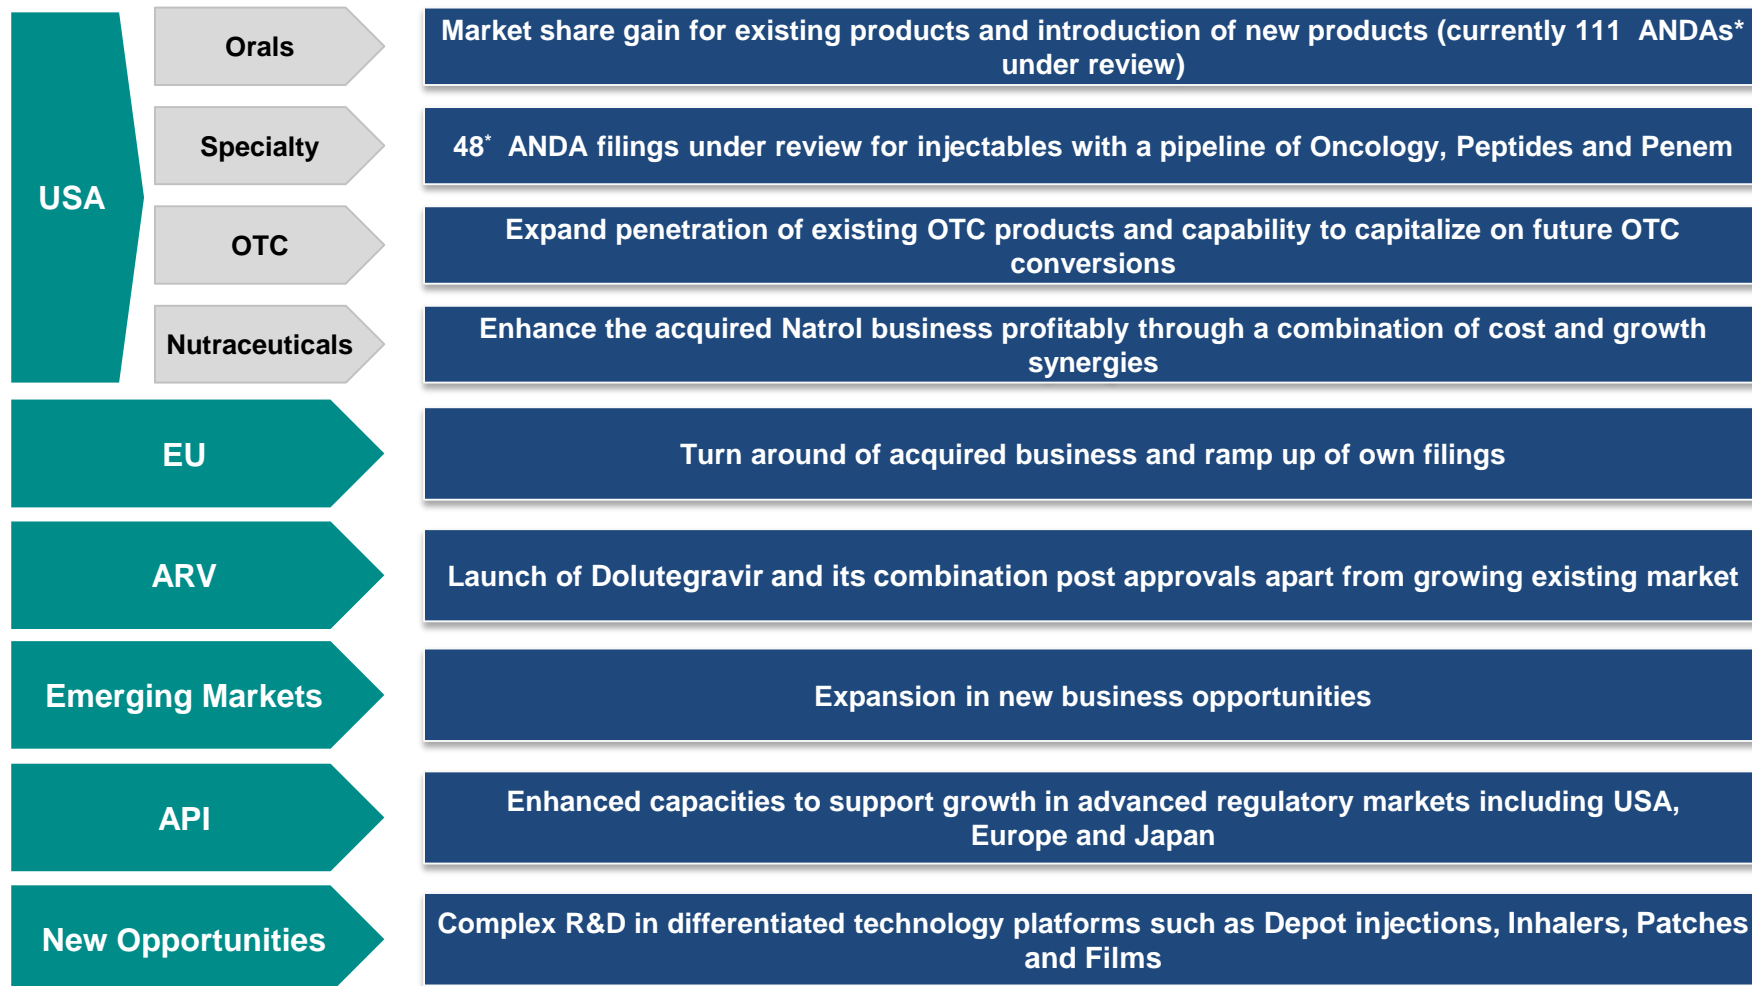 USA
Orals
Market share gain for existing products and introduction of new products (currently 111 ANDAs*
under review)
Specialty
48* ANDA filings under review for injectables with a pipeline of Oncology, Peptides and Penem
OTC
Expand penetration of existing OTC products and capability to capitalize on future OTC
conversions
Nutraceuticals
Enhance the acquired Natrol business profitably through a combination of cost and growth
synergies
EU
Turn around of acquired business and ramp up of own filings
ARV
Launch of Dolutegravir and its combination post approvals apart from growing existing market
Emerging Markets
Expansion in new business opportunities
API
Enhanced capacities to support growth in advanced regulatory markets including USA,
Europe and Japan
New Opportunities
Complex R&D in differentiated technology platforms such as Depot injections, Inhalers, Patches
and Films